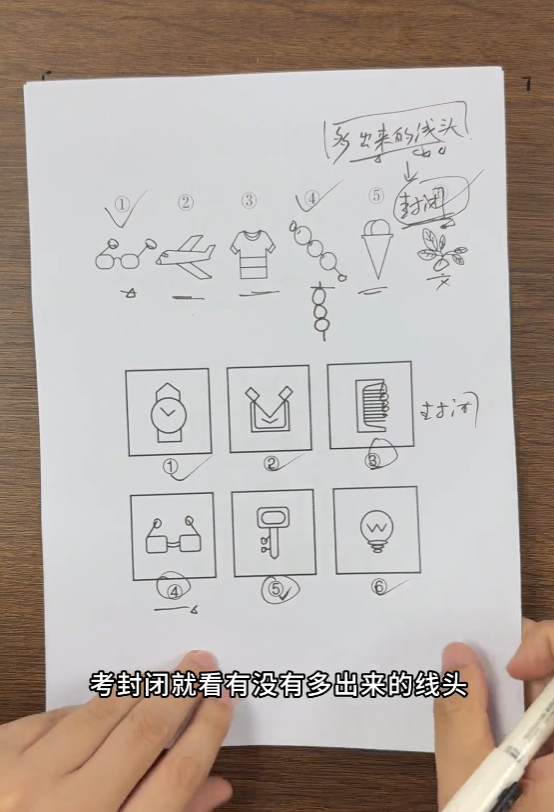 多出来的线头
① ② ③ ④ ⑤
封闭
① ② ③
封闭
④ ⑤ ⑥
考封闭就看有没有多出来的线头